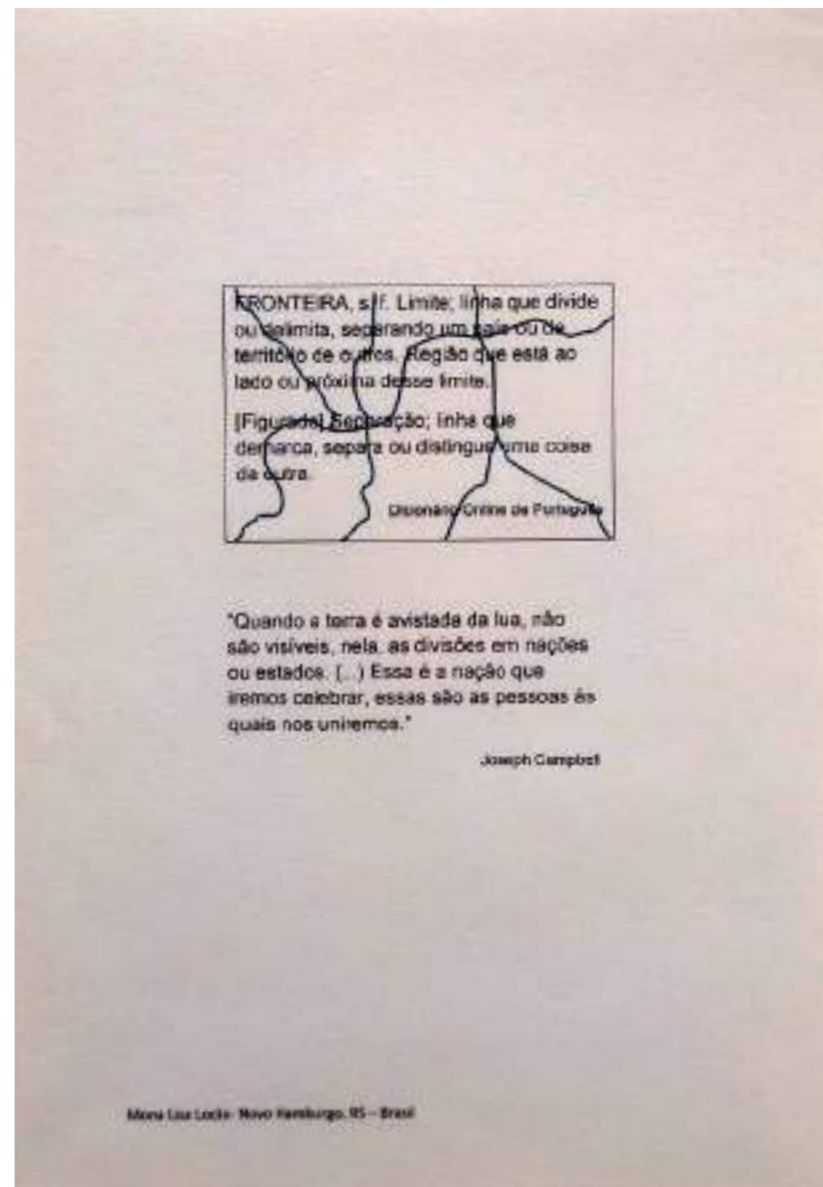 FRONTEIRA, s.f. Limite; linha que divide
ou delimita, separando um país ou de
território de outros. Região que está ao
lado ou próxima desse limite.
[Figurado] Separação; linha que
demarca, separa ou distingue uma coisa
da outra.
Dicionário Online de Português
"Quando a terra é avistada da lua, não
são visíveis, nela, as divisões em nações
ou estados. (...) Essa é a nação que
iremos celebrar, essas são as pessoas às
quais nos uniremos."
Joseph Campbell
Novo Hamburgo, RS – Brasil